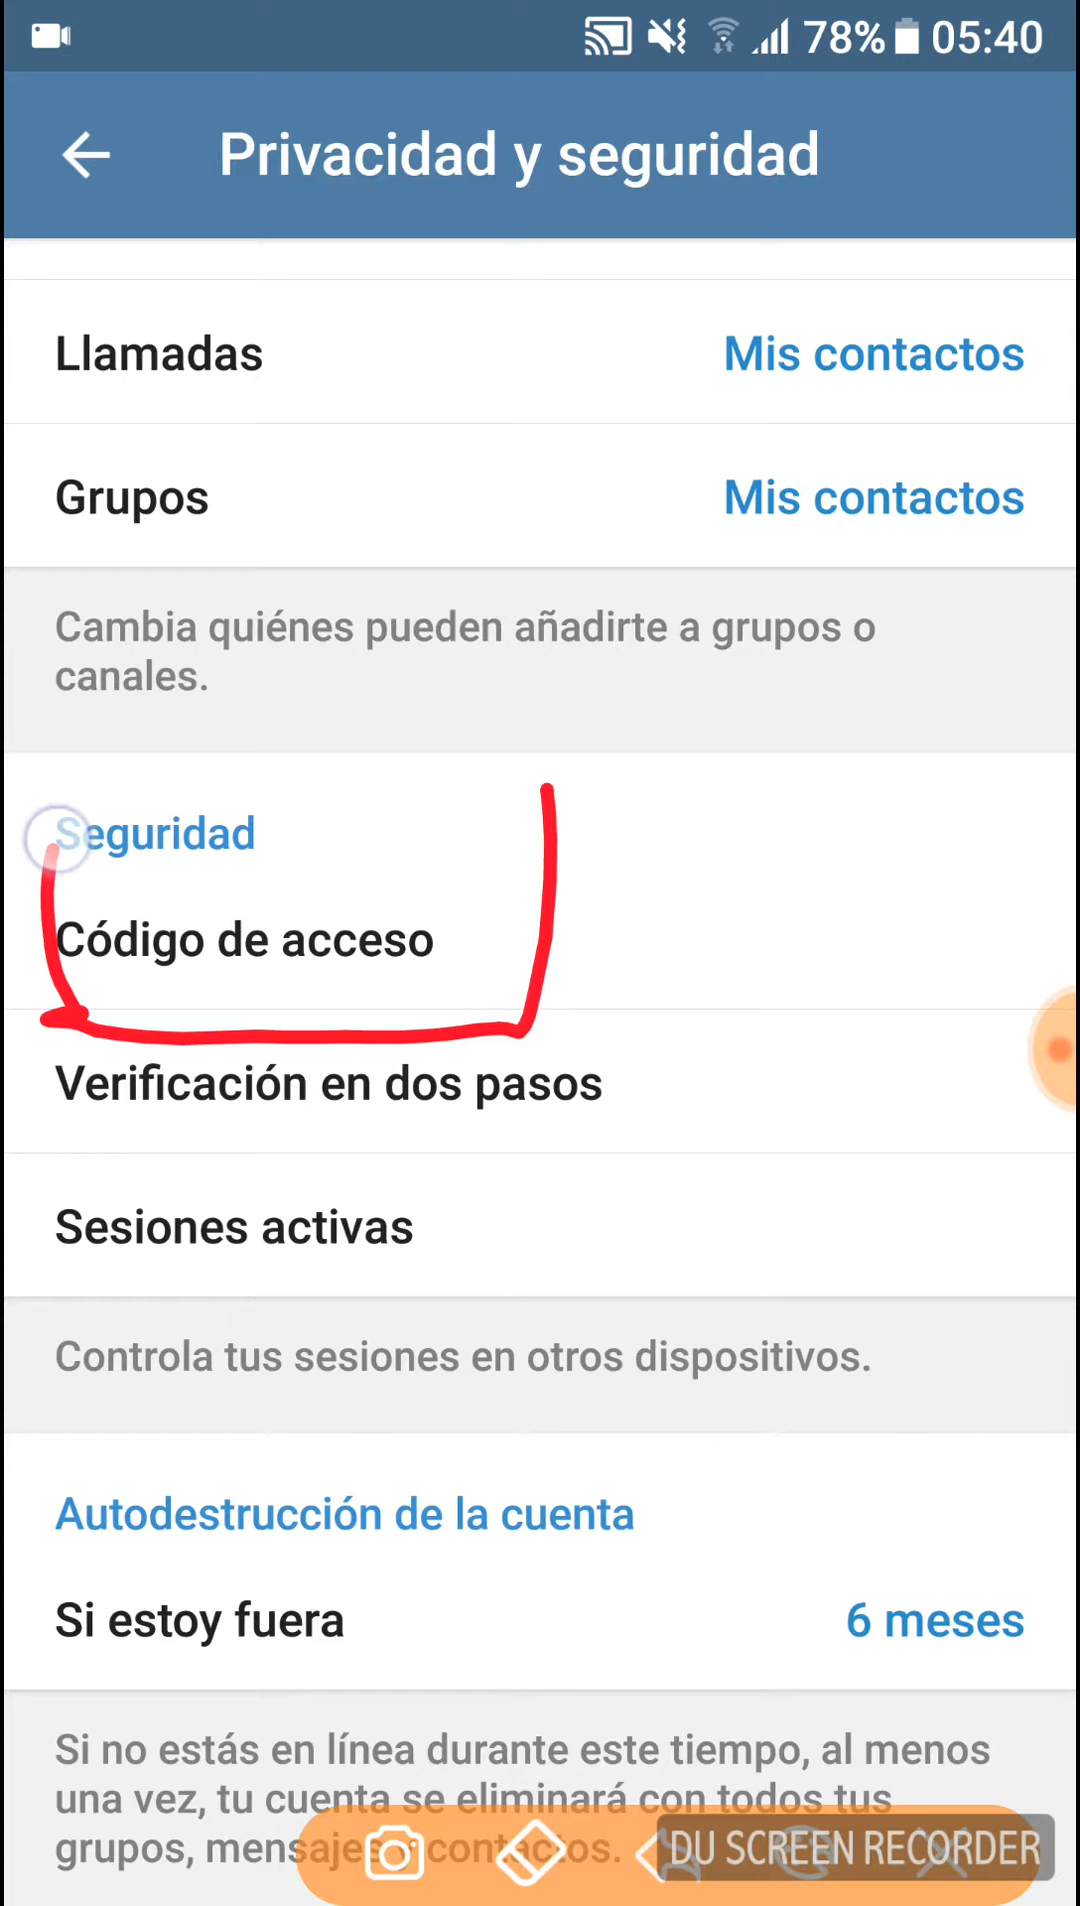 78% 05:40
Privacidad y seguridad
Llamadas Mis contactos
Grupos Mis contactos
Cambia quiénes pueden añadirte a grupos o
canales.
Seguridad
Código de acceso
Verificación en dos pasos
Sesiones activas
Controla tus sesiones en otros dispositivos.
Autodestrucción de la cuenta
Si estoy fuera 6 meses
Si no estás en línea durante este tiempo, al menos
una vez, tu cuenta se eliminará con todos tus
grupos, mensajes y contactos.
DU SCREEN RECORDER